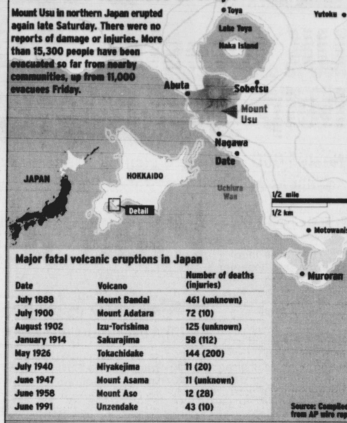 Mount Usu in northern Japan erupted
again late Saturday. There were no
reports of damage or injuries. More
than 15,300 people have been
evacuated so far from nearby
communities, up from 11,000
evacuees Friday.
Toya
Lake Toya
Naka Island
Abuta
Sobetsu
Mount
Usu
Nagawa
Date
Uchiura
Wan
JAPAN
HOKKAIDO
Detail
1/2 mile
1/2 km
Muroran
Major fatal volcanic eruptions in Japan
Date Volcano Number of deaths
(injuries)
July 1888 Mount Bandai 461 (unknown)
July 1900 Mount Adatara 72 (10)
August 1902 Izu-Torishima 125 (unknown)
January 1914 Sakurajima 58 (112)
May 1926 Tokachidake 144 (200)
July 1940 Miyakejima 11 (20)
June 1947 Mount Asama 11 (unknown)
June 1958 Mount Aso 12 (28)
June 1991 Unzendake 43 (10)
Source: Compiled
from AP wire rep